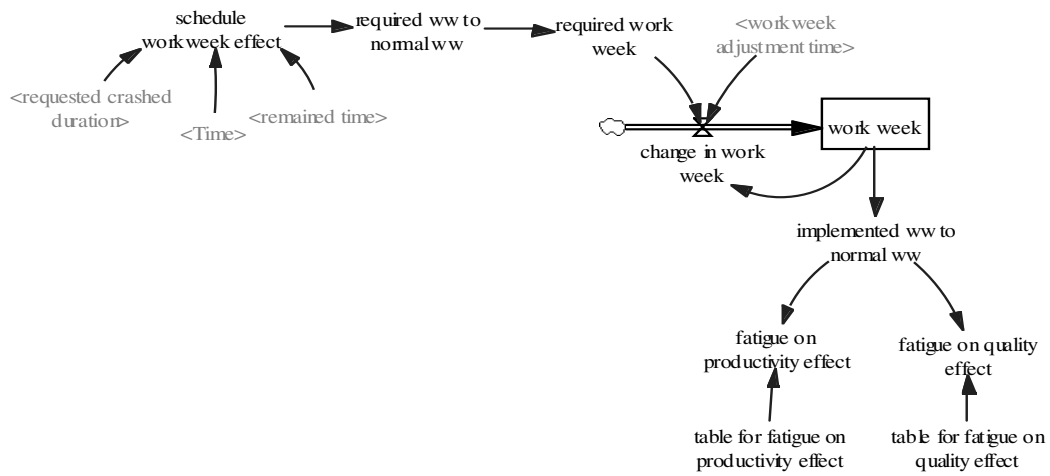 schedule
workweek effect
required ww to
normal ww
required work
week
<work week
adjustment time>
<requested crashed
duration>
<Time>
<remained time>
work week
change in work
week
implemented ww to
normal ww
fatigue on
productivity effect
fatigue on quality
effect
table for fatigue on
productivity effect
table for fatigue on
quality effect